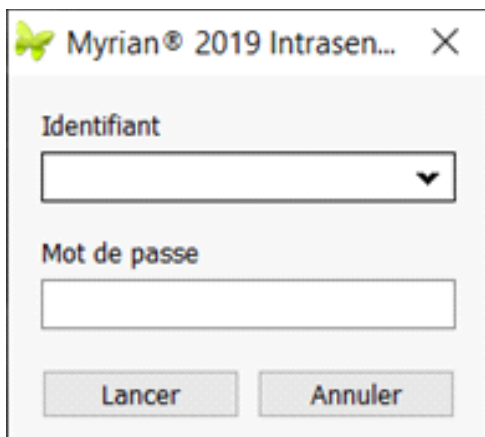 Myrian® 2019 Intrasen...
Identifiant
Mot de passe
Lancer
Annuler